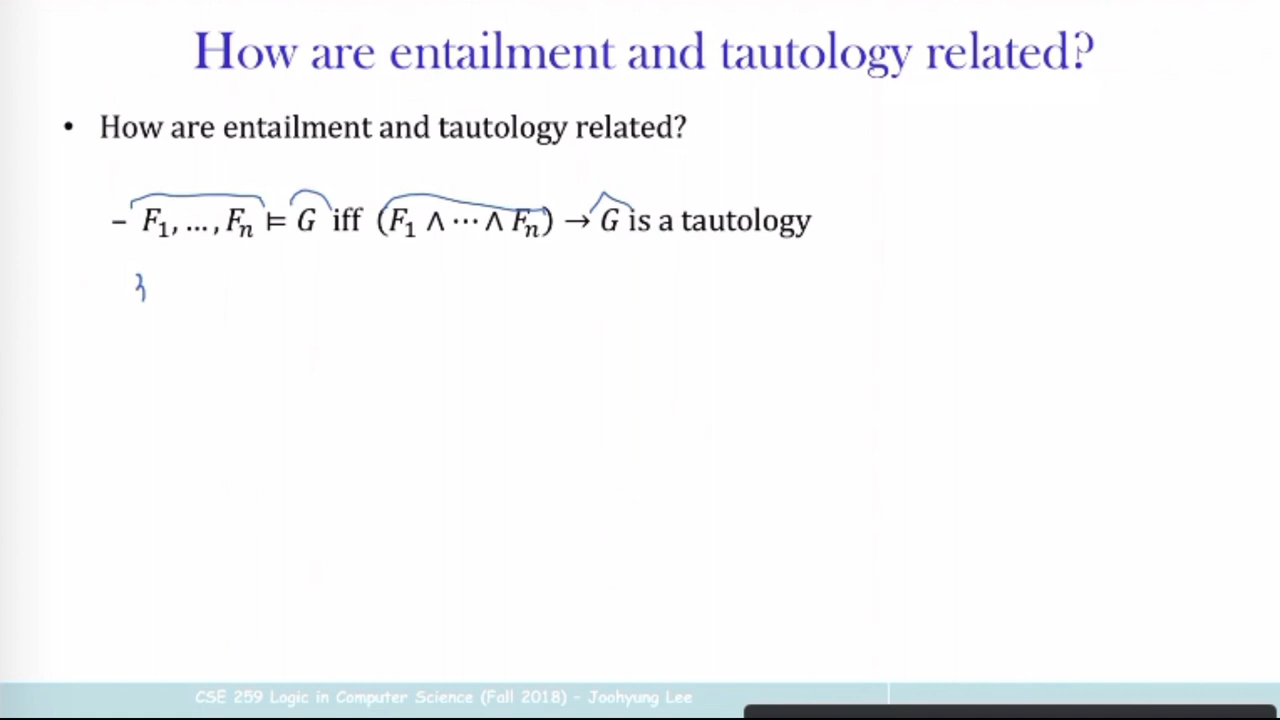 How are entailment and tautology related?
• How are entailment and tautology related?
– F₁, …, Fₙ ⊨ G iff (F₁ ∧ ⋯ ∧ Fₙ) → G is a tautology
CSE 259 Logic in Computer Science (Fall 2018) - Joohyung Lee